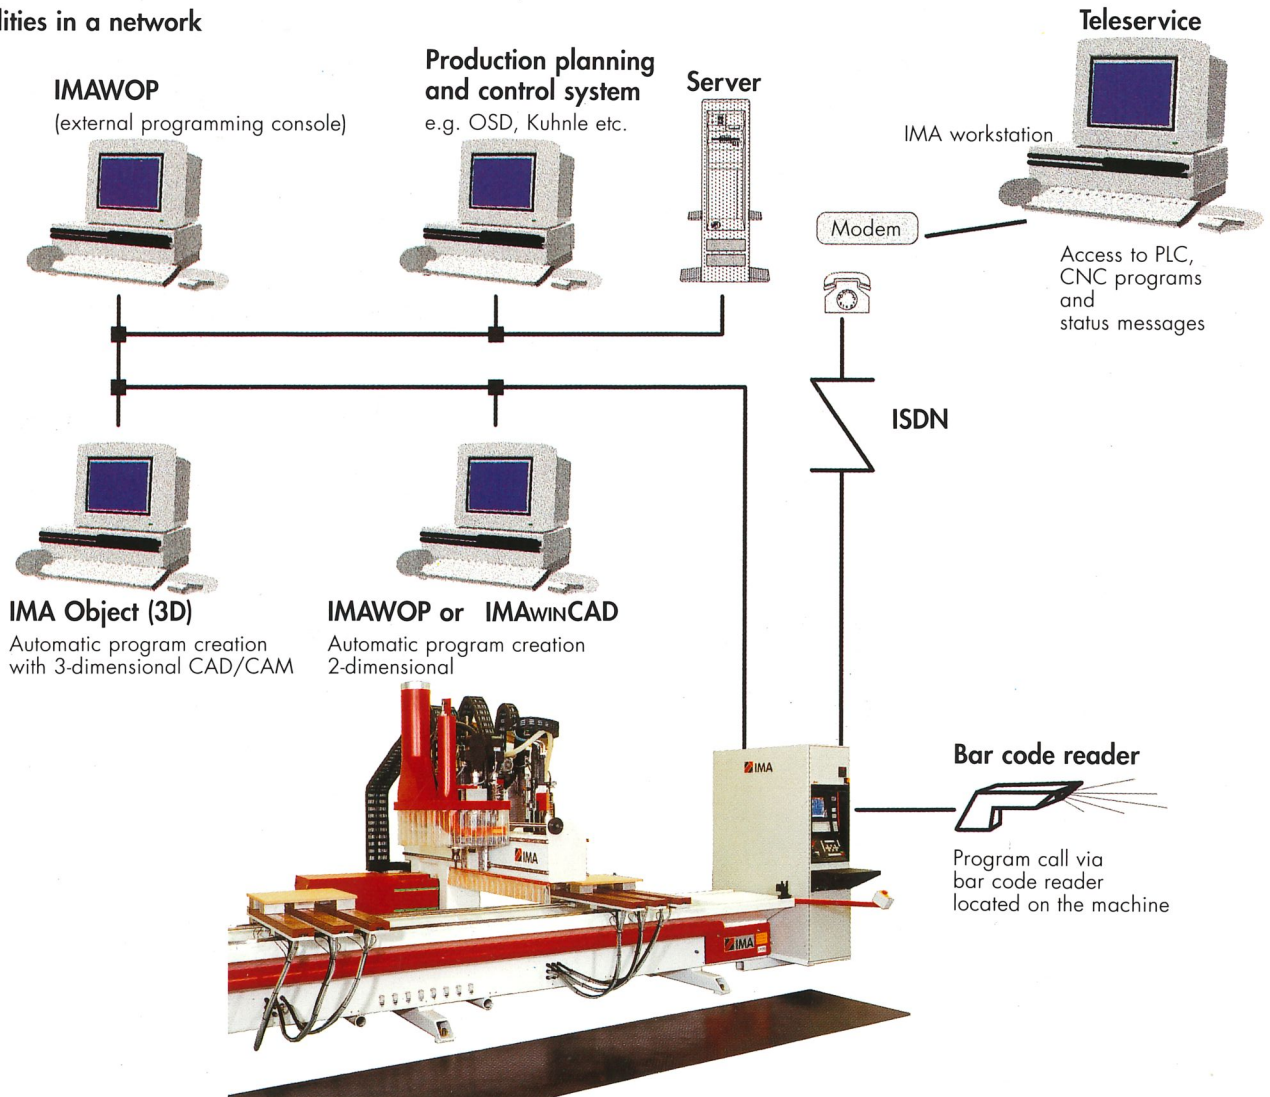 lities in a network
IMAWOP
(external programming console)
Production planning
and control system
e.g. OSD, Kuhnle etc.
Server
Teleservice
IMA workstation
Modem
Access to PLC,
CNC programs
and
status messages
ISDN
IMA Object (3D)
Automatic program creation
with 3-dimensional CAD/CAM
IMAWOP or IMAWINCAD
Automatic program creation
2-dimensional
IMA
IMA
IMA
Bar code reader
Program call via
bar code reader
located on the machine